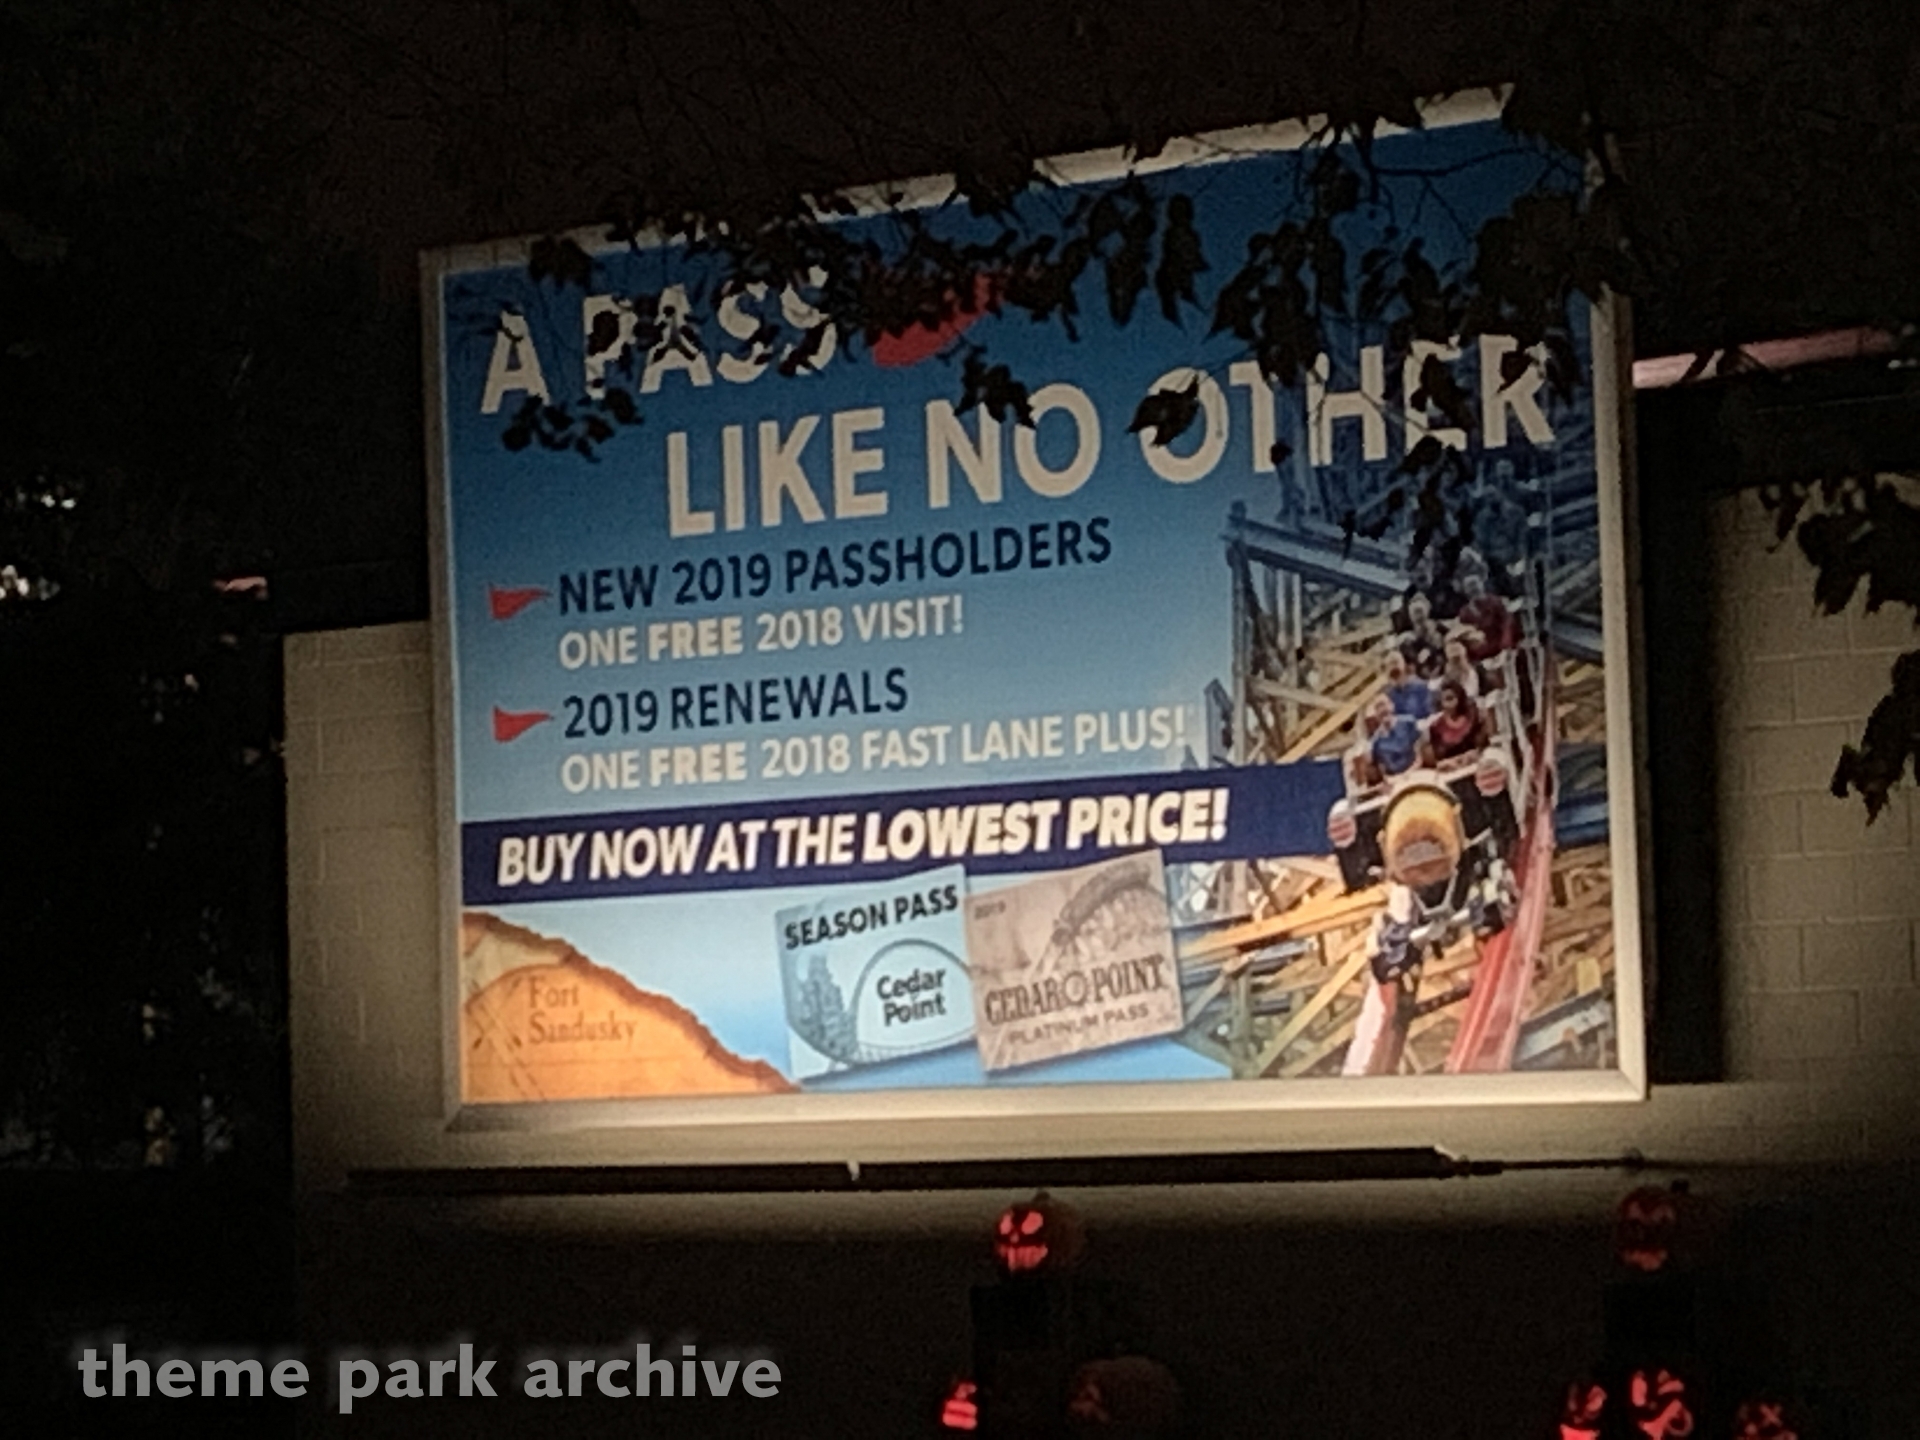 A PASS
LIKE NO OTHER
NEW 2019 PASSHOLDERS
ONE FREE 2018 VISIT!
2019 RENEWALS
ONE FREE 2018 FAST LANE PLUS!
BUY NOW AT THE LOWEST PRICE!
SEASON PASS
Cedar
Point
2019
CEDAR POINT
PLATINUM PASS
Fort
Sandusky
theme park archive